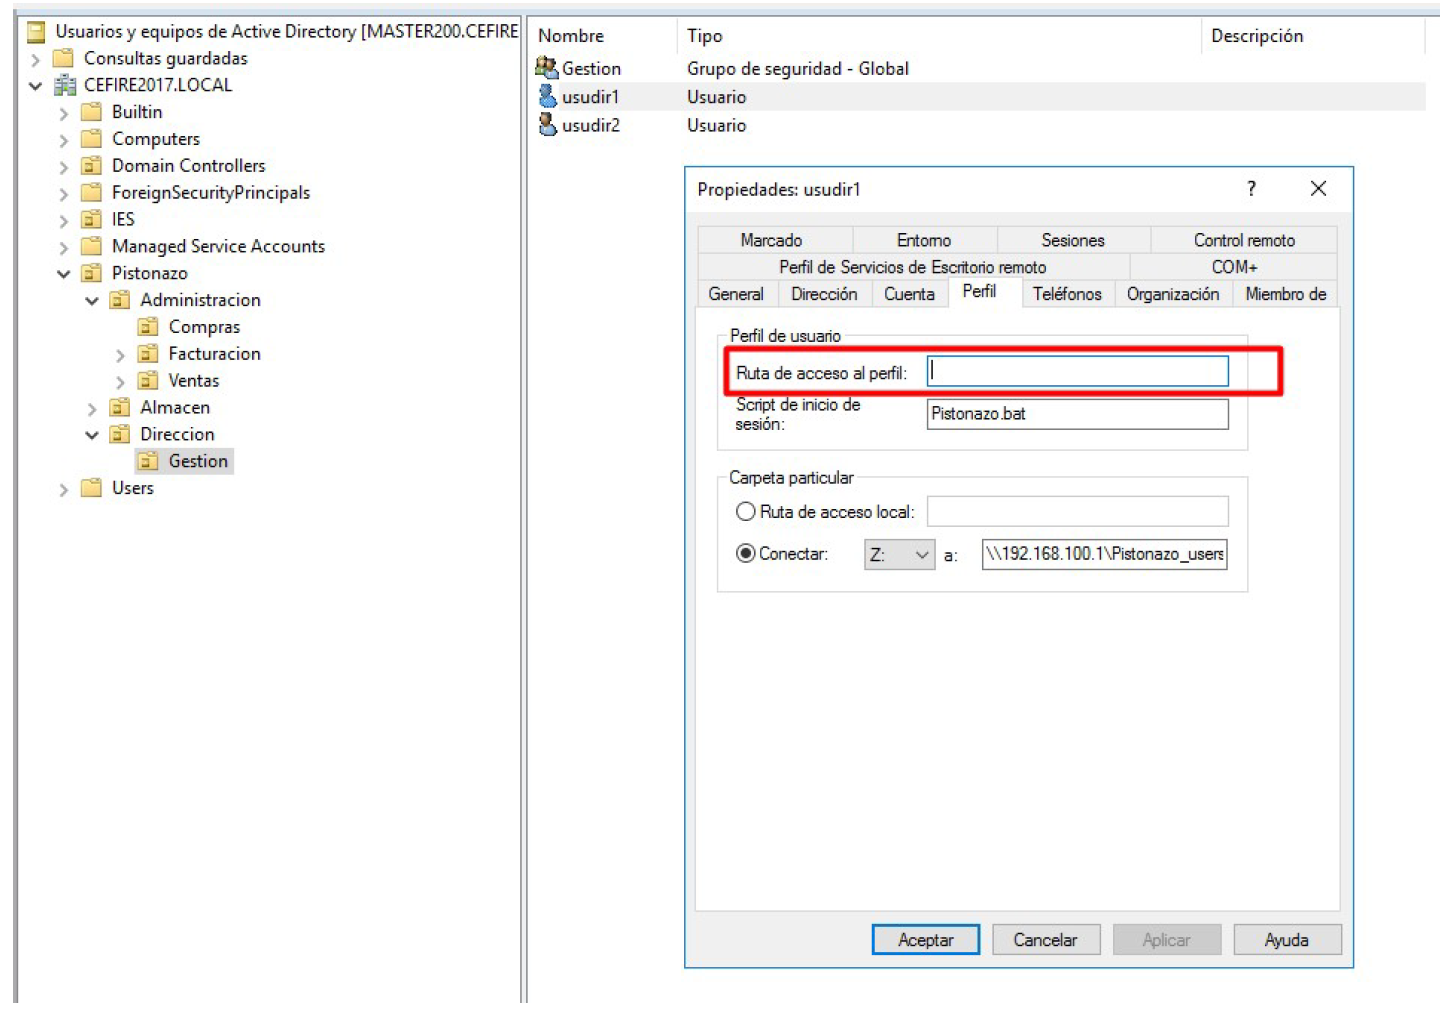 Usuarios y equipos de Active Directory [MASTER200.CEFIRE
Consultas guardadas
CEFIRE2017.LOCAL
Builtin
Computers
Domain Controllers
ForeignSecurityPrincipals
IES
Managed Service Accounts
Pistonazo
Administracion
Compras
Facturacion
Ventas
Almacen
Direccion
Gestion
Users
Nombre Tipo Descripción
Gestion Grupo de seguridad - Global
usudir1 Usuario
usudir2 Usuario
Propiedades: usudir1 ?
Marcado Entorno Sesiones Control remoto
Perfil de Servicios de Escritorio remoto COM+
General Dirección Cuenta Perfil Teléfonos Organización Miembro de
Perfil de usuario
Ruta de acceso al perfil:
Script de inicio de
sesión:
Pistonazo.bat
Carpeta particular
Ruta de acceso local:
Conectar: Z: a: \\192.168.100.1\Pistonazo_users
Aceptar Cancelar Aplicar Ayuda